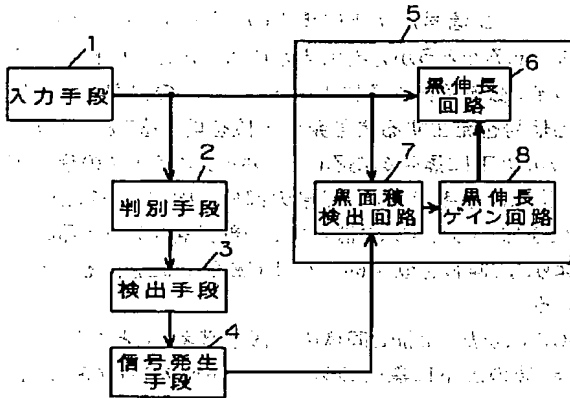 1
5
入力手段
黒伸長
回路
6
2
判別手段
7
黒面積
検出回路
8
黒伸長
ゲイン回路
3
検出手段
4
信号発生
手段